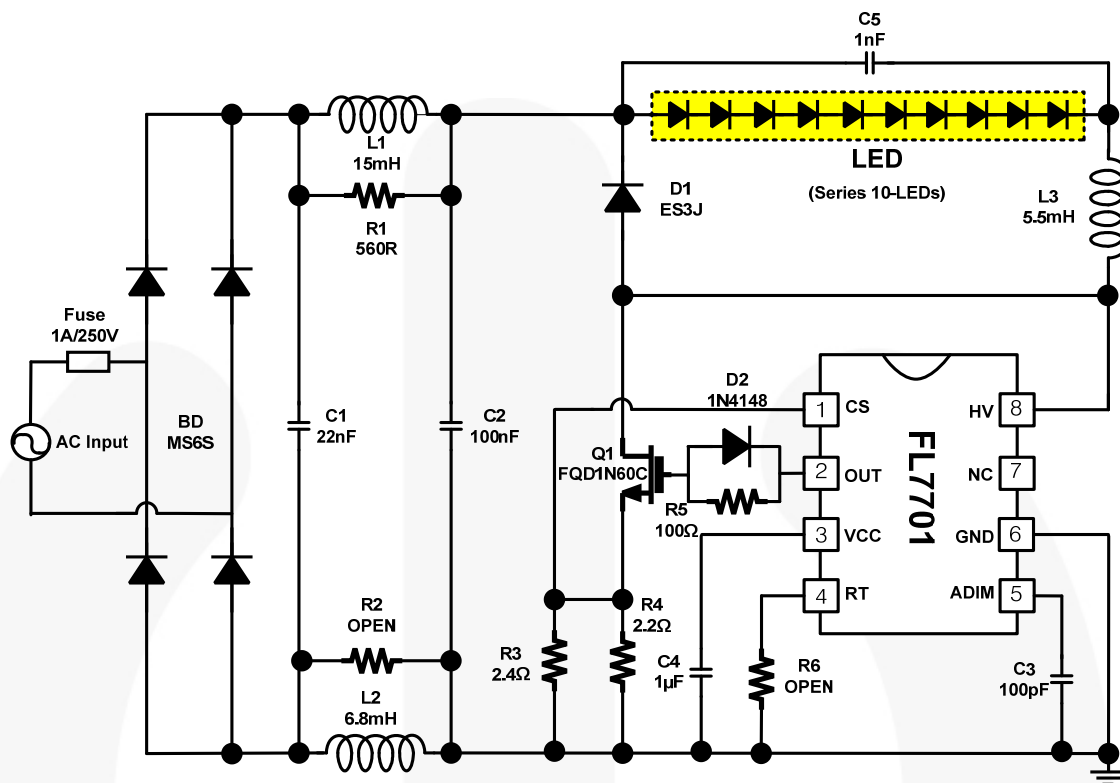 C5
1nF
L1
15mH
LED
(Series 10-LEDs)
D1
ES3J
L3
5.5mH
R1
560R
Fuse
1A/250V
AC Input
BD
MS6S
C1
22nF
C2
100nF
D2
1N4148
Q1
FQD1N60C
R5
100Ω
1
CS
2
OUT
3
VCC
4
RT
FL7701
HV
8
NC
7
GND
6
ADIM
5
R2
OPEN
L2
6.8mH
R3
2.4Ω
R4
2.2Ω
C4
1µF
R6
OPEN
C3
100pF